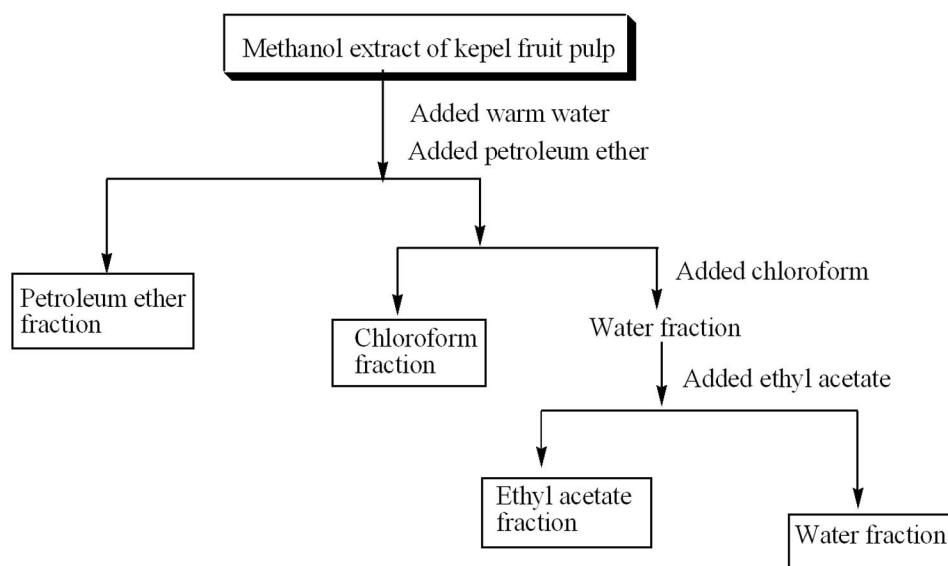 Methanol extract of kepel fruit pulp
Added warm water
Added petroleum ether
Petroleum ether
fraction
Chloroform
fraction
Added chloroform
Water fraction
Added ethyl acetate
Ethyl acetate
fraction
Water fraction